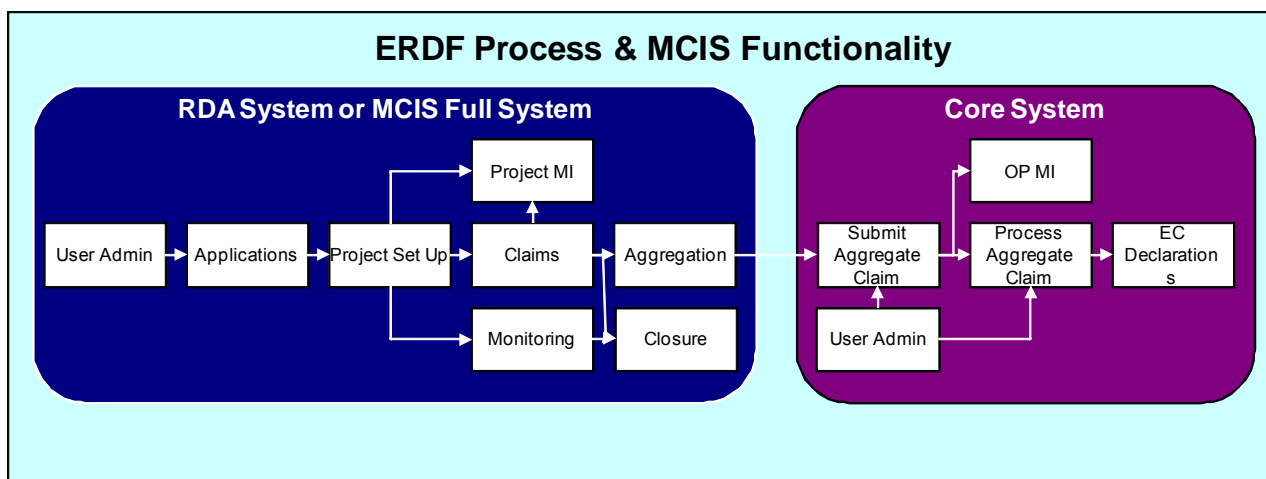 ERDF Process & MCIS Functionality
RDA System or MCIS Full System
Core System
Project MI
OP MI
User Admin
Applications
Project Set Up
Claims
Aggregation
Submit
Aggregate
Claim
Process
Aggregate
Claim
EC
Declaration
s
Monitoring
Closure
User Admin